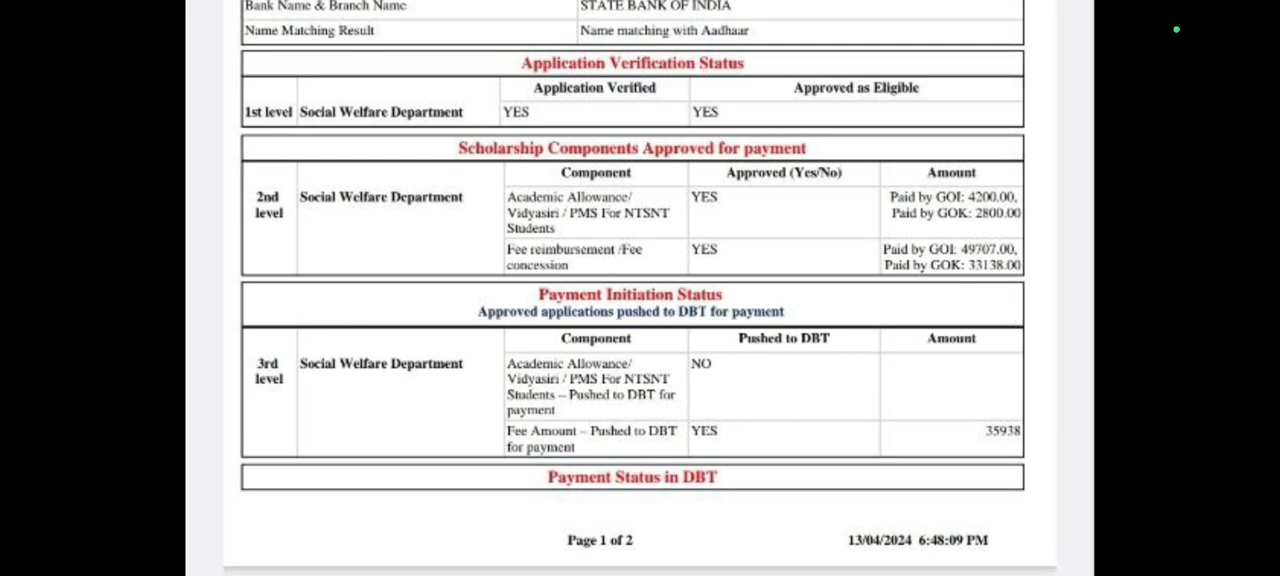 Bank Name & Branch Name STATE BANK OF INDIA
Name Matching Result Name matching with Aadhaar
Application Verification Status
Application Verified Approved as Eligible
1st level Social Welfare Department YES YES
Scholarship Components Approved for payment
Component Approved (Yes/No) Amount
2nd level Social Welfare Department
Academic Allowance/ YES Paid by GOI: 4200.00,
Vidyasiri / PMS For NTSNT Paid by GOK: 2800.00
Students
Fee reimbursement /Fee YES Paid by GOI: 49707.00,
concession Paid by GOK: 33138.00
Payment Initiation Status
Approved applications pushed to DBT for payment
Component Pushed to DBT Amount
3rd level Social Welfare Department
Academic Allowance/ NO
Vidyasiri / PMS For NTSNT
Students – Pushed to DBT for
payment
Fee Amount – Pushed to DBT YES 35938
for payment
Payment Status in DBT
Page 1 of 2 13/04/2024 6:48:09 PM